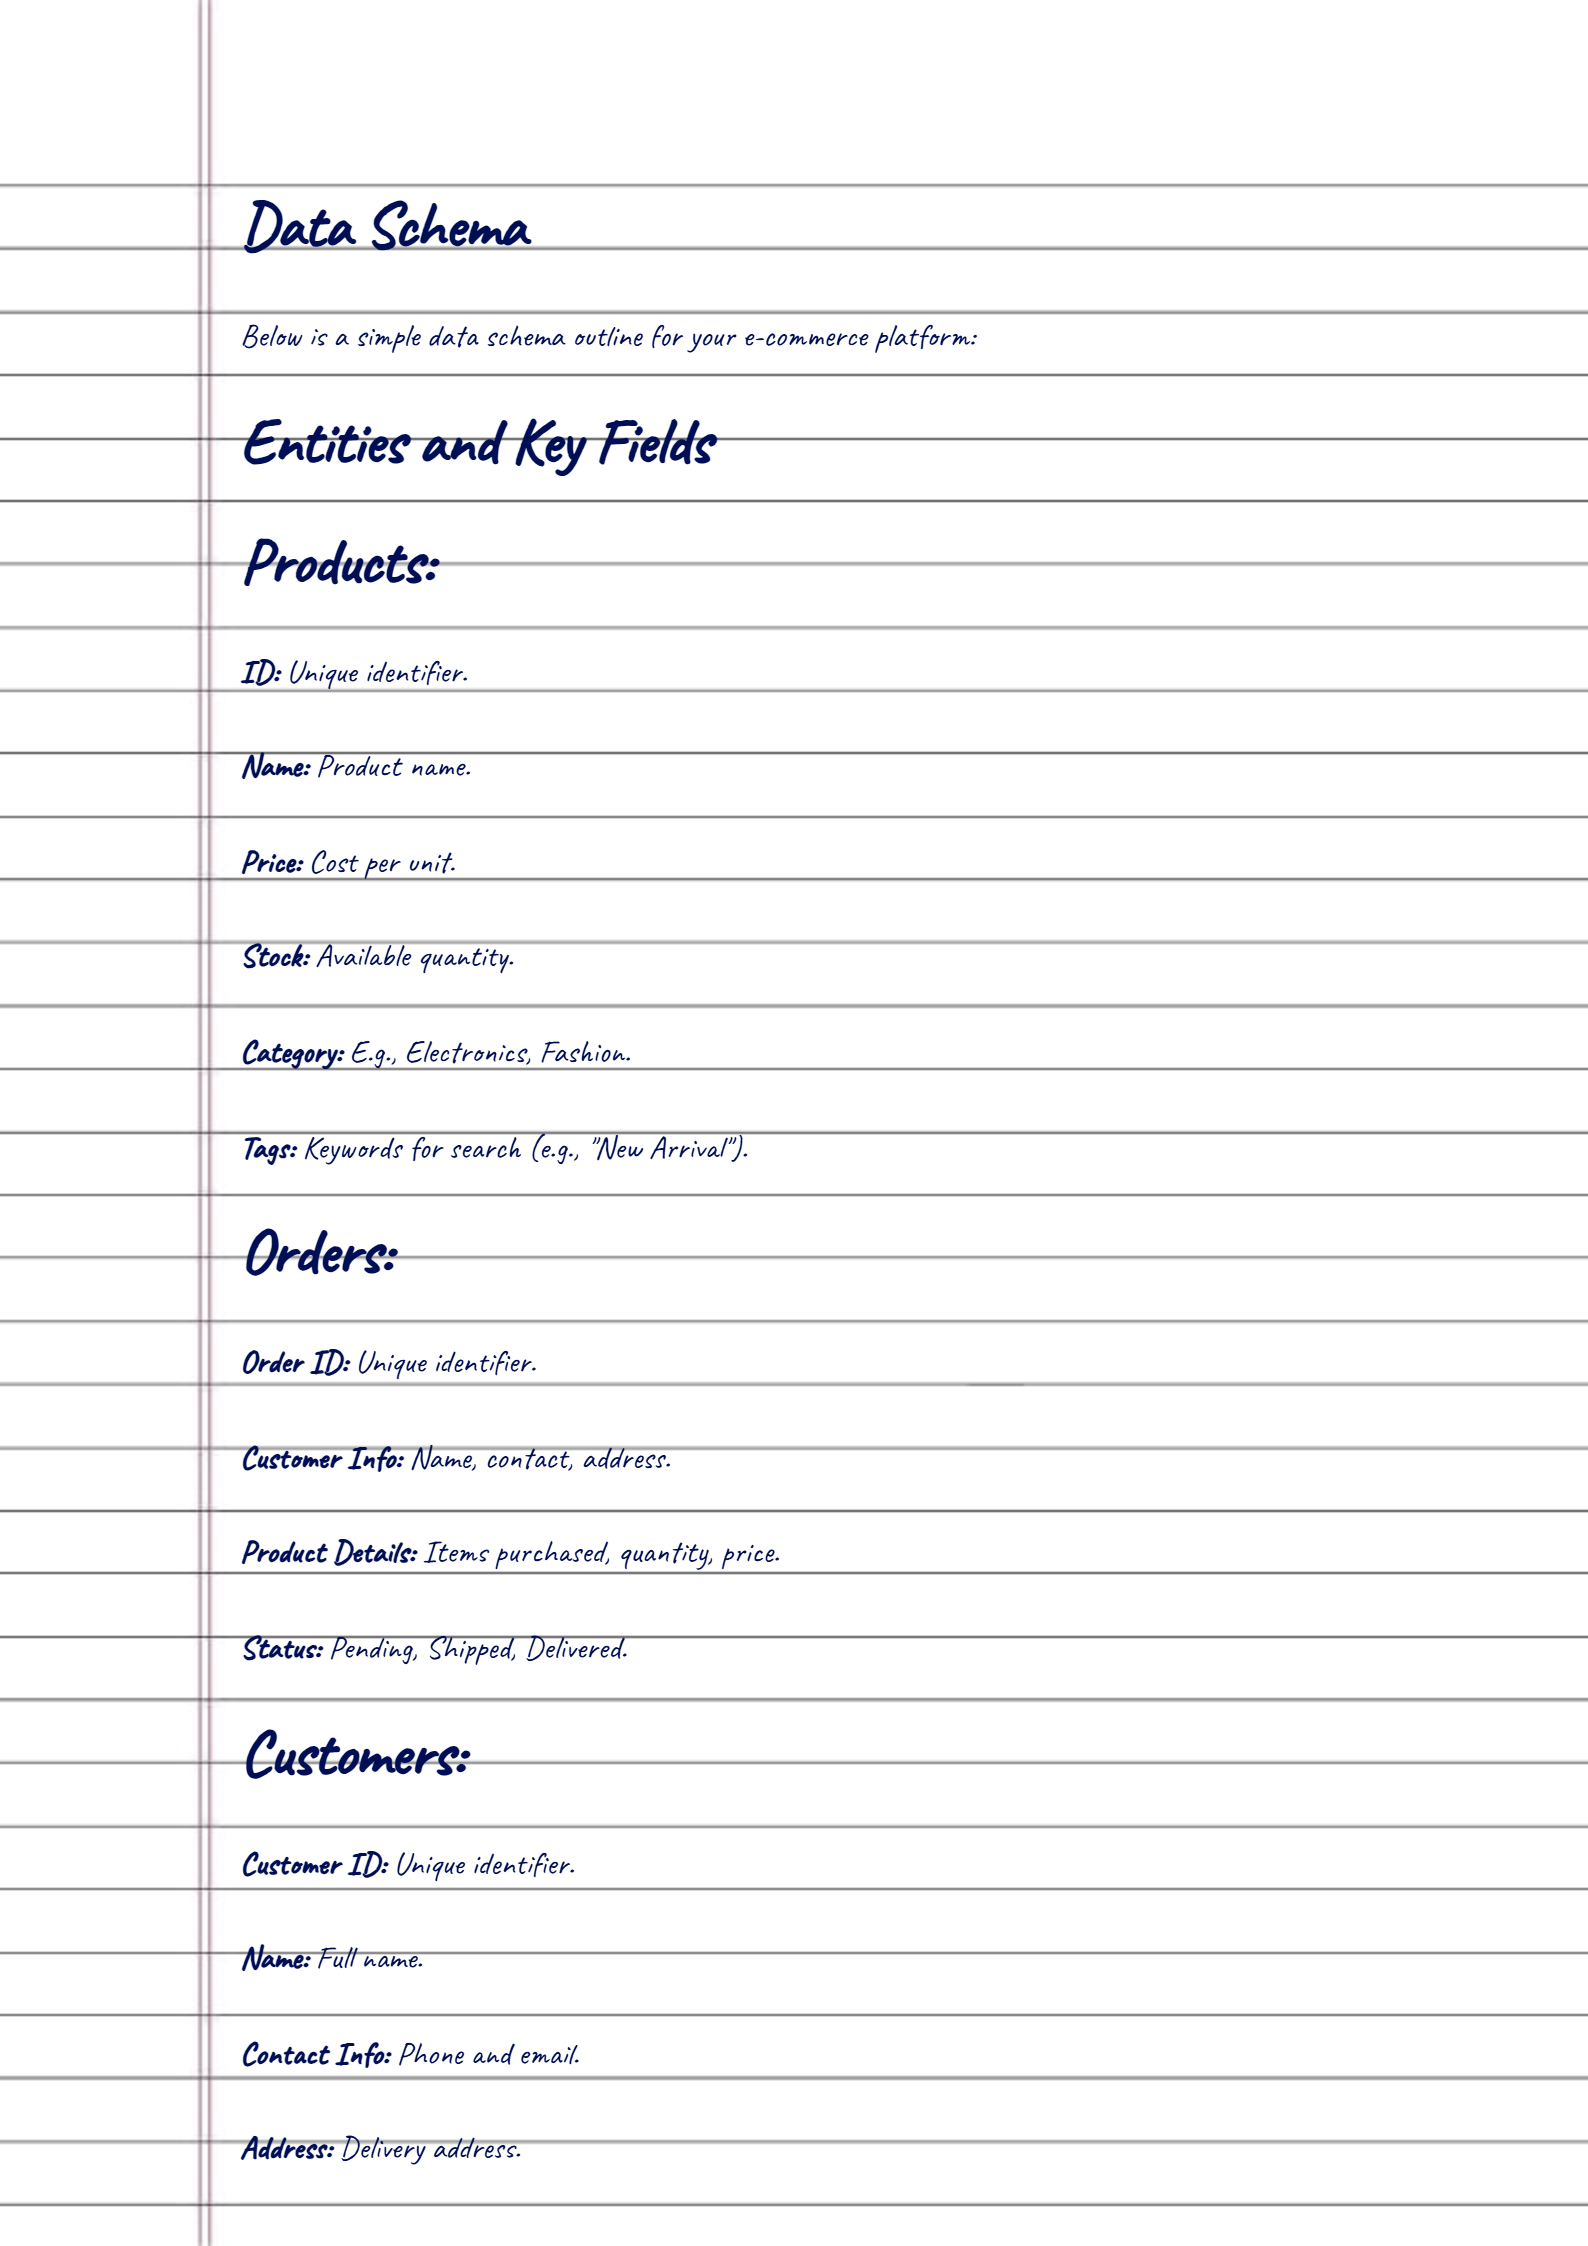 Data Schema
Below is a simple data schema outline for your e-commerce platform:
Entities and Key Fields
Products:
ID: Unique identifier.
Name: Product name.
Price: Cost per unit.
Stock: Available quantity.
Category: E.g., Electronics, Fashion.
Tags: Keywords for search (e.g., "New Arrival").
Orders:
Order ID: Unique identifier.
Customer Info: Name, contact, address.
Product Details: Items purchased, quantity, price.
Status: Pending, Shipped, Delivered.
Customers:
Customer ID: Unique identifier.
Name: Full name.
Contact Info: Phone and email.
Address: Delivery address.